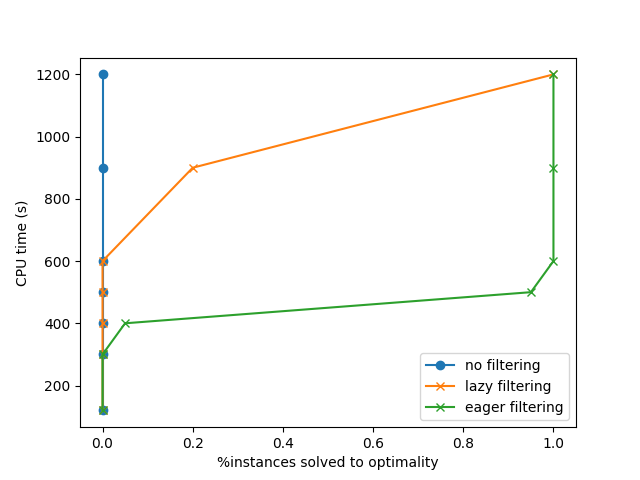 1200
1000
800
600
400
200
CPU time (s)
0.0 0.2 0.4 0.6 0.8 1.0
%instances solved to optimality
no filtering
lazy filtering
eager filtering